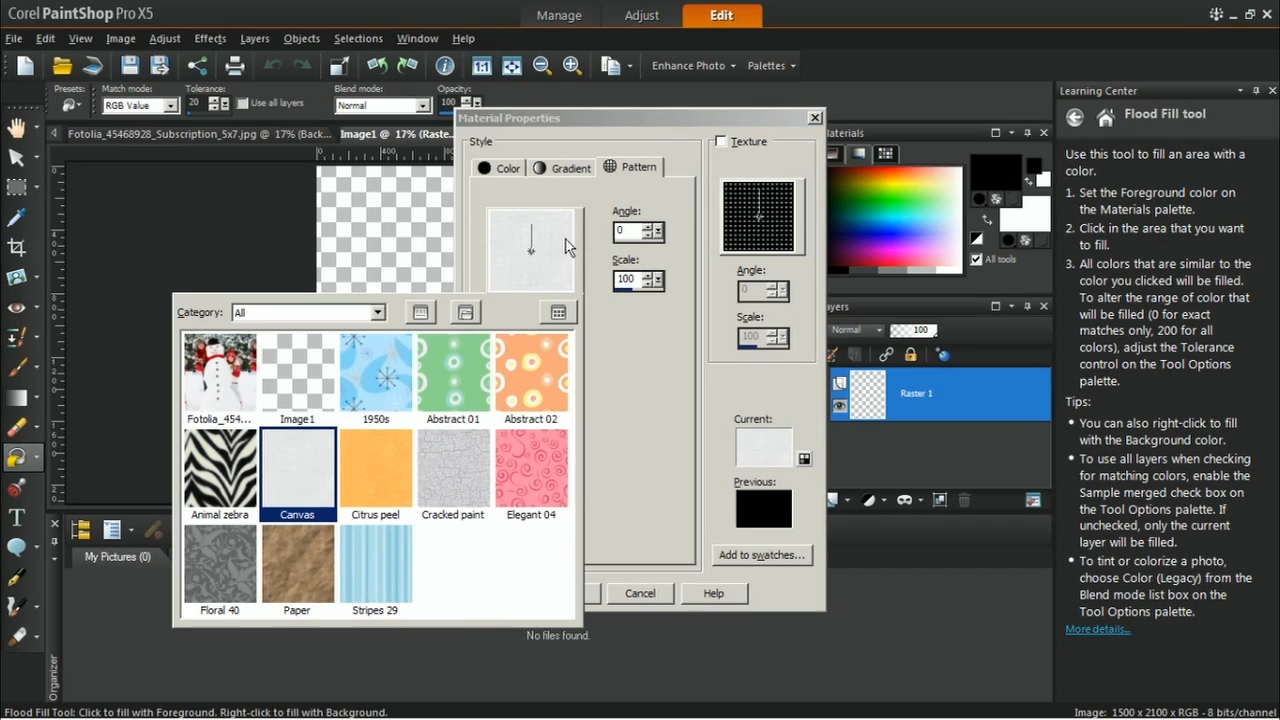 Corel PaintShop Pro X5
Manage
Adjust
Edit
File
Edit
View
Image
Adjust
Effects
Layers
Objects
Selections
Window
Help
1:1
Enhance Photo
Palettes
Presets:
Match mode:
RGB Value
Tolerance:
20
Use all layers
Blend mode:
Normal
Opacity:
100
Fotolia_45468928_Subscription_5x7.jpg @ 17% (Back...
Image1 @ 17% (Raste...
Material Properties
Style
Color
Gradient
Pattern
Angle:
0
Scale:
100
Texture
Angle:
0
Scale:
100
Current:
Previous:
Add to swatches...
Cancel
Help
Category:
All
Fotolia_454...
Image1
1950s
Abstract 01
Abstract 02
Animal zebra
Canvas
Citrus peel
Cracked paint
Elegant 04
Floral 40
Paper
Stripes 29
My Pictures (0)
No files found.
Organizer
aterials
All tools
ayers
Normal
100
Raster 1
Learning Center
Flood Fill tool
Use this tool to fill an area with a
color.
1. Set the Foreground color on
the Materials palette.
2. Click in the area that you want
to fill.
3. All colors that are similar to the
color you clicked will be filled.
To alter the range of color that
will be filled (0 for exact
matches only, 200 for all
colors), adjust the Tolerance
control on the Tool Options
palette.
Tips:
• You can also right-click to fill
with the Background color.
• To use all layers when checking
for matching colors, enable the
Sample merged check box on
the Tool Options palette. If
unchecked, only the current
layer will be filled.
• To tint or colorize a photo,
choose Color (Legacy) from the
Blend mode list box on the
Tool Options palette.
More details...
Flood Fill Tool: Click to fill with Foreground. Right-click to fill with Background.
Image: 1500 x 2100 x RGB - 8 bits/channel